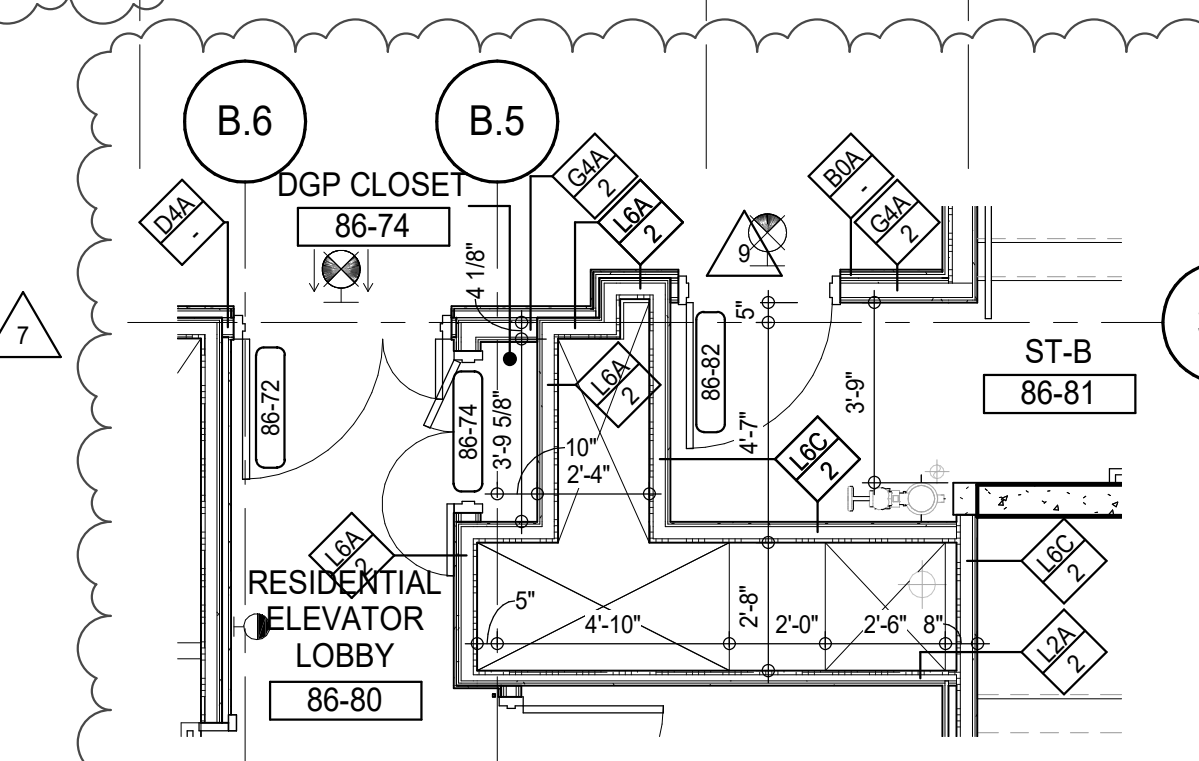 B.6
B.5
DGP CLOSET
86-74
D4A
-
G4A
2
L6A
2
B0A
-
G4A
2
9
7
4 1/8"
5"
ST-B
86-81
86-72
86-74
3'-9 5/8"
L6A
2
86-82
4'-7"
3'-9"
10"
2'-4"
L6C
2
L6A
2
RESIDENTIAL
ELEVATOR
LOBBY
86-80
5"
4'-10"
2'-8"
2'-0"
2'-6"
8"
L6C
2
L2A
2